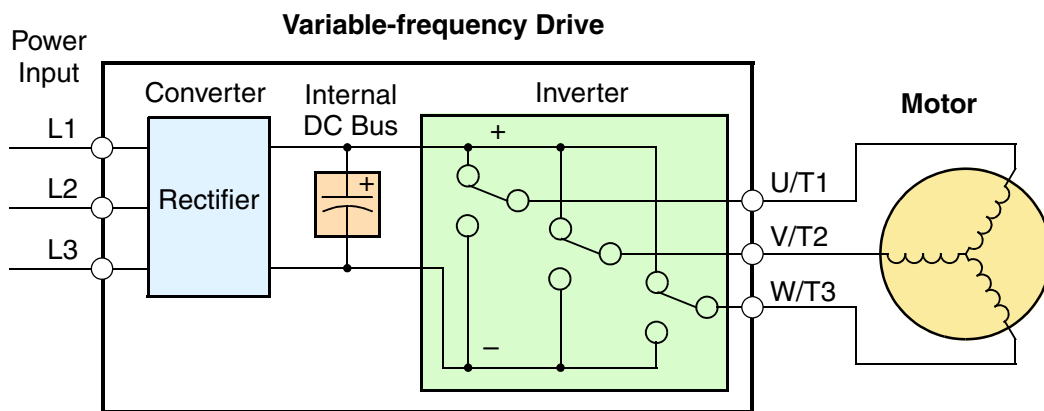 Variable-frequency Drive
Power
Input
Converter
Internal
DC Bus
Inverter
Motor
L1
L2
L3
Rectifier
+
+
−
U/T1
V/T2
W/T3